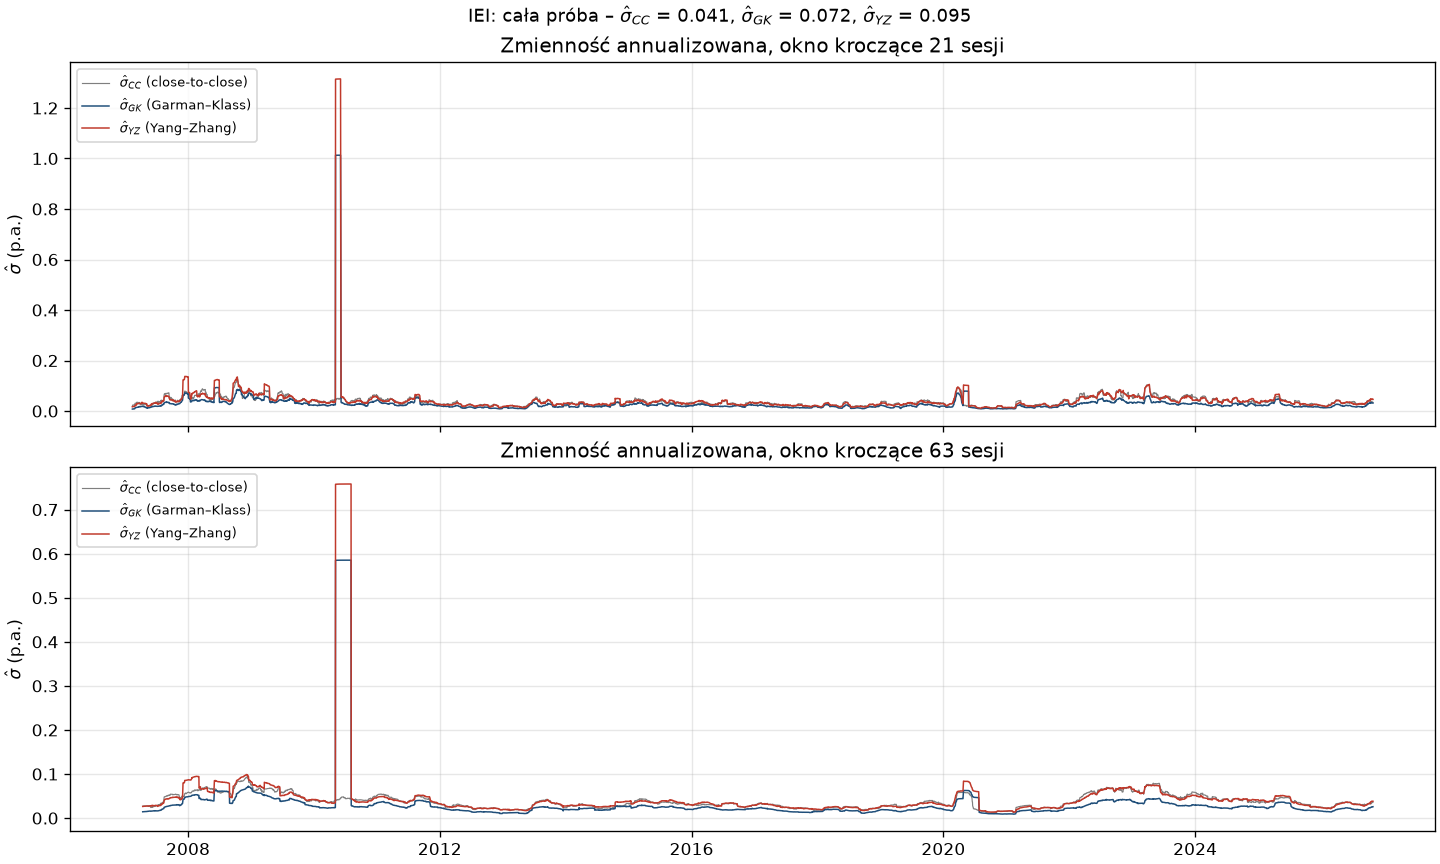 IEI: cała próba – σ̂CC = 0.041, σ̂GK = 0.072, σ̂YZ = 0.095
Zmienność annualizowana, okno kroczące 21 sesji
σ̂CC (close-to-close)
σ̂GK (Garman–Klass)
σ̂YZ (Yang–Zhang)
σ̂ (p.a.)
1.2
1.0
0.8
0.6
0.4
0.2
0.0
Zmienność annualizowana, okno kroczące 63 sesji
σ̂CC (close-to-close)
σ̂GK (Garman–Klass)
σ̂YZ (Yang–Zhang)
σ̂ (p.a.)
0.7
0.6
0.5
0.4
0.3
0.2
0.1
0.0
2008 2012 2016 2020 2024